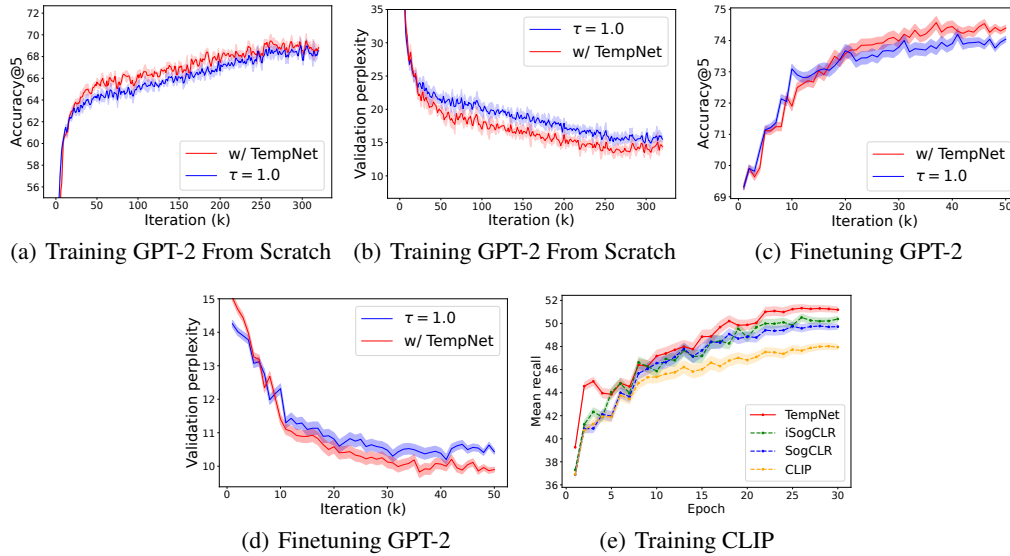 72
70
68
66
64
62
60
58
56
Accuracy@5
w/ TempNet
τ = 1.0
0 50 100 150 200 250 300
Iteration (k)
(a) Training GPT-2 From Scratch
35
30
25
20
15
10
Validation perplexity
τ = 1.0
w/ TempNet
0 50 100 150 200 250 300
Iteration (k)
(b) Training GPT-2 From Scratch
75
74
73
72
71
70
69
Accuracy@5
w/ TempNet
τ = 1.0
0 10 20 30 40 50
Iteration (k)
(c) Finetuning GPT-2
15
14
13
12
11
10
Validation perplexity
τ = 1.0
w/ TempNet
0 10 20 30 40 50
Iteration (k)
(d) Finetuning GPT-2
52
50
48
46
44
42
40
38
36
Mean recall
TempNet
iSogCLR
SogCLR
CLIP
0 5 10 15 20 25 30
Epoch
(e) Training CLIP